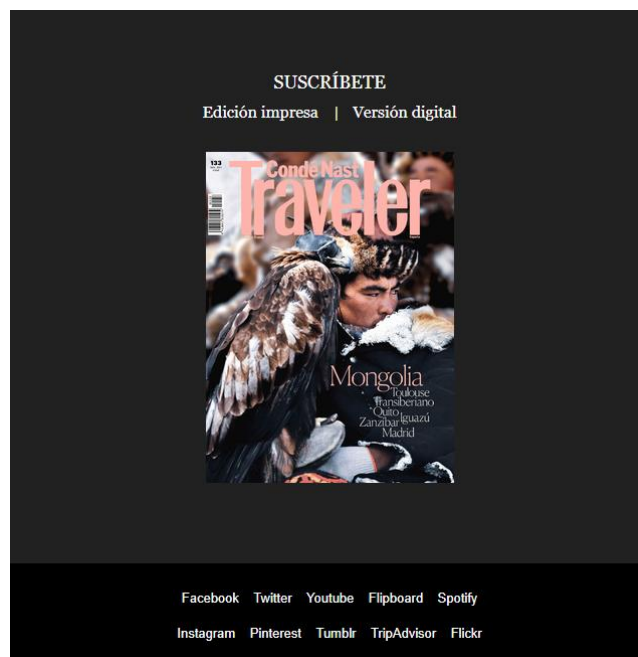 SUSCRÍBETE
Edición impresa | Versión digital
133
Condé Nast
Traveler
Mongolia
Toulouse
Transiberiano
Quito
Iguazú
Zanzíbar
Madrid
Facebook Twitter Youtube Flipboard Spotify
Instagram Pinterest Tumblr TripAdvisor Flickr